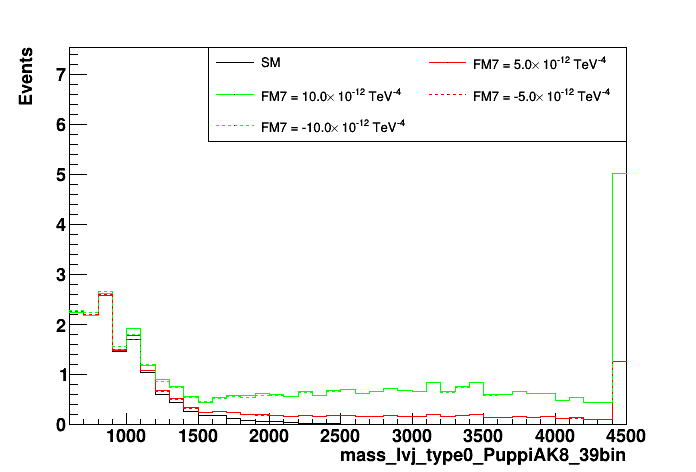 Events
7
6
5
4
3
2
1
0
SM
FM7 = 5.0× 10⁻¹² TeV⁻⁴
FM7 = 10.0× 10⁻¹² TeV⁻⁴
FM7 = -5.0× 10⁻¹² TeV⁻⁴
FM7 = -10.0× 10⁻¹² TeV⁻⁴
1000 1500 2000 2500 3000 3500 4000 4500
mass_lvj_type0_PuppiAK8_39bin